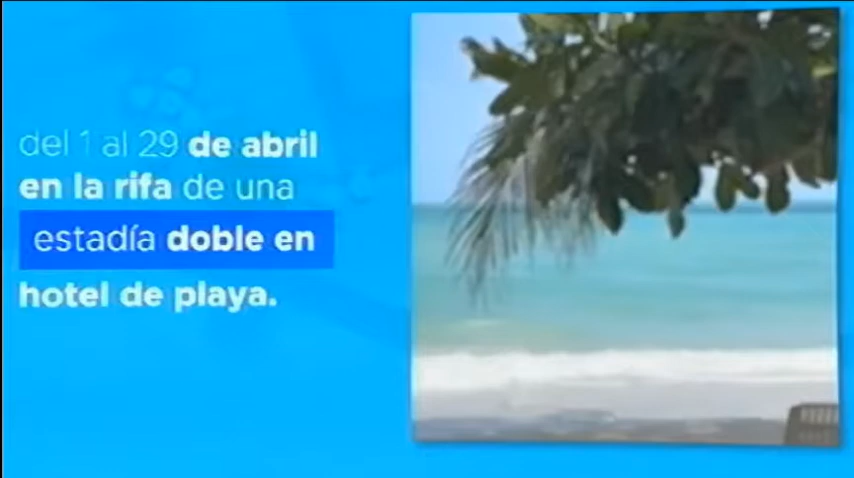 del 1 al 29 de abril
en la rifa de una
estadía doble en
hotel de playa.